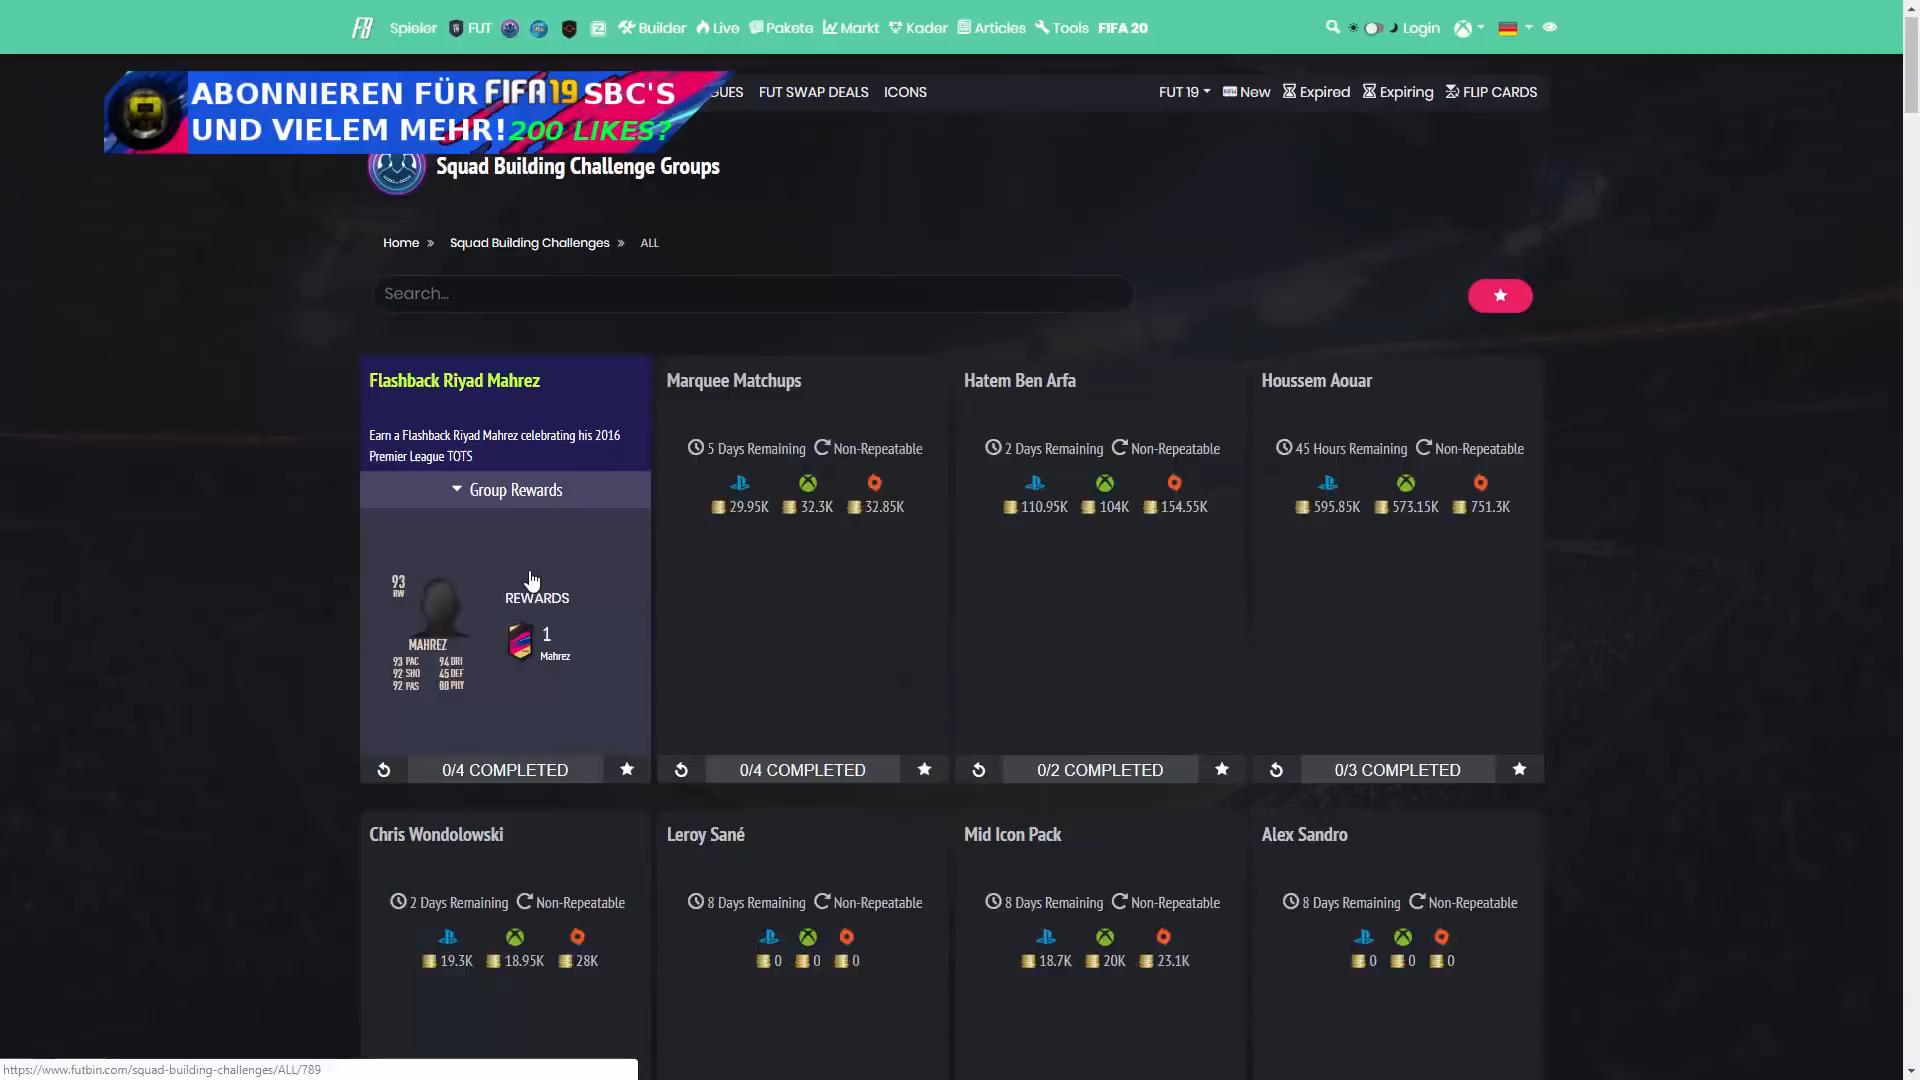 Spieler FUT Builder Live Pakete Markt Kader Articles Tools FIFA 20 Login
ABONNIEREN FÜR FIFA 19 SBC'S
UND VIELEM MEHR! 200 LIKES?
GUES FUT SWAP DEALS ICONS FUT 19 NEW New Expired Expiring FLIP CARDS
Squad Building Challenge Groups
Home » Squad Building Challenges » ALL
Search...
Flashback Riyad Mahrez
Earn a Flashback Riyad Mahrez celebrating his 2016
Premier League TOTS
Group Rewards
93
RW
MAHREZ
93 PAC 94 DRI
92 SHO 45 DEF
92 PAS 80 PHY
REWARDS
1
Mahrez
0/4 COMPLETED
Marquee Matchups
5 Days Remaining Non-Repeatable
29.95K 32.3K 32.85K
0/4 COMPLETED
Hatem Ben Arfa
2 Days Remaining Non-Repeatable
110.95K 104K 154.55K
0/2 COMPLETED
Houssem Aouar
45 Hours Remaining Non-Repeatable
595.85K 573.15K 751.3K
0/3 COMPLETED
Chris Wondolowski
2 Days Remaining Non-Repeatable
19.3K 18.95K 28K
Leroy Sané
8 Days Remaining Non-Repeatable
0 0 0
Mid Icon Pack
8 Days Remaining Non-Repeatable
18.7K 20K 23.1K
Alex Sandro
8 Days Remaining Non-Repeatable
0 0 0
https://www.futbin.com/squad-building-challenges/ALL/789